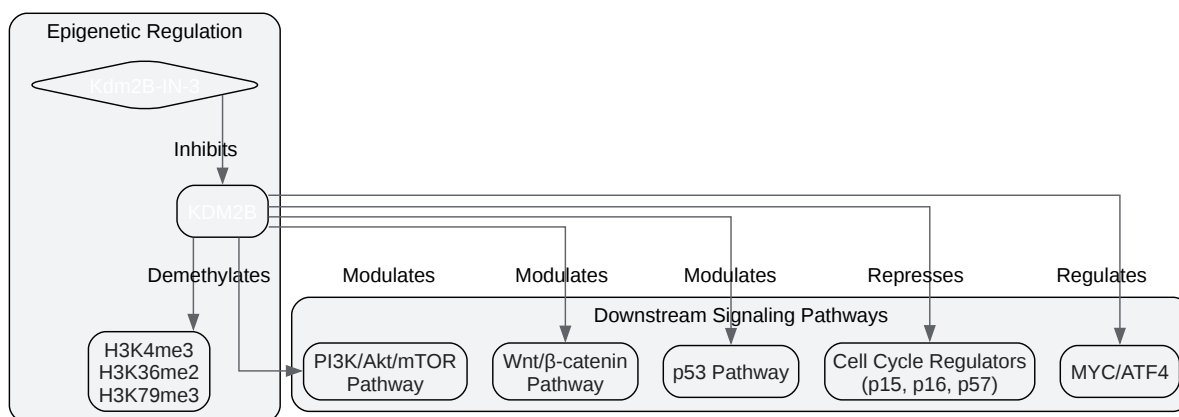 Epigenetic Regulation
Kdm2B-IN-3
Inhibits
KDM2B
Demethylates
Modulates
Modulates
Modulates
Represses
Regulates
Downstream Signaling Pathways
H3K4me3
H3K36me2
H3K79me3
PI3K/Akt/mTOR
Pathway
Wnt/β-catenin
Pathway
p53 Pathway
Cell Cycle Regulators
(p15, p16, p57)
MYC/ATF4